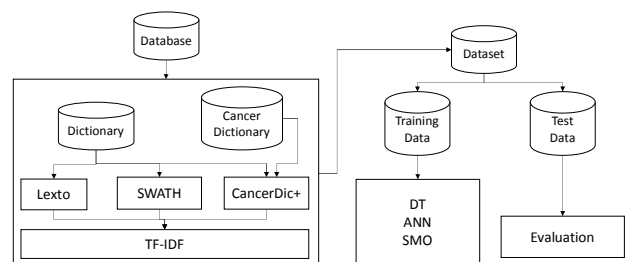 Database
Dataset
Dictionary
Cancer
Dictionary
Training
Data
Test
Data
Lexto
SWATH
CancerDic+
TF-IDF
DT
ANN
SMO
Evaluation